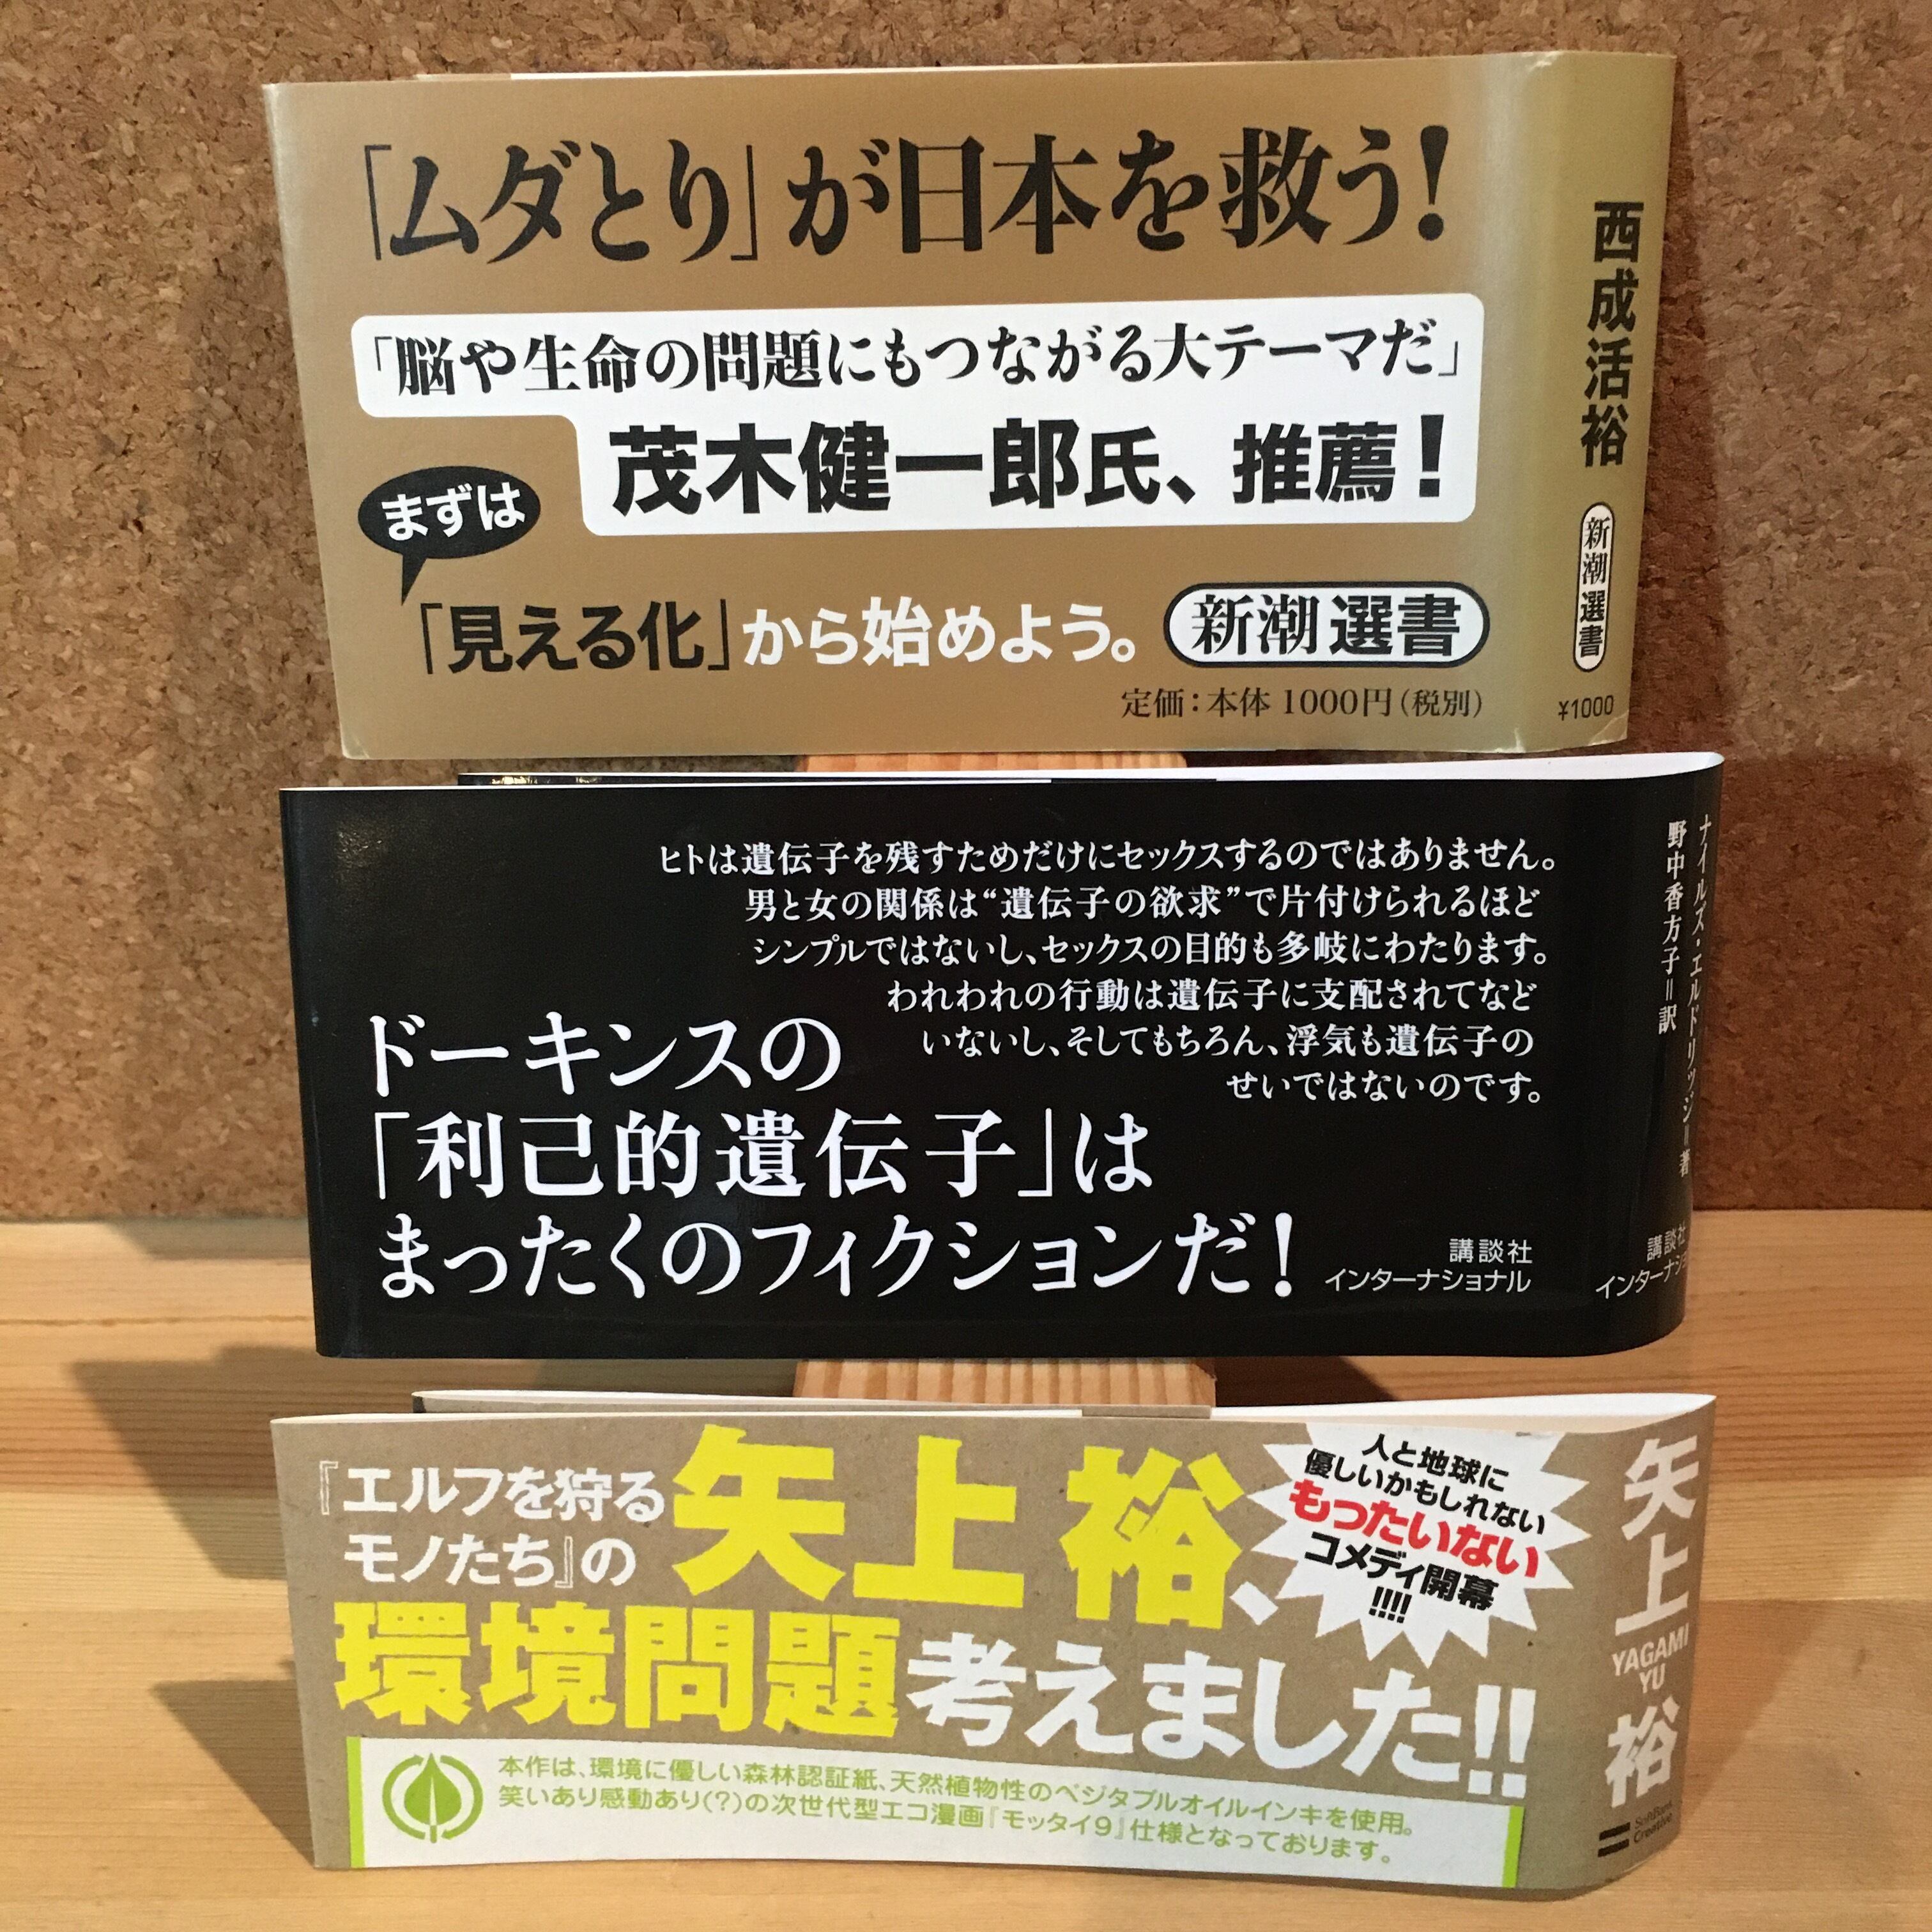 「ムダとり」が日本を救う!
「脳や生命の問題にもつながる大テーマだ」
茂木健一郎氏、推薦!
まずは
「見える化」から始めよう。
新潮選書
定価:本体1000円(税別)
西成活裕
新潮選書
¥1000
ヒトは遺伝子を残すためだけにセックスするのではありません。
男と女の関係は“遺伝子の欲求”で片付けられるほど
シンプルではないし、セックスの目的も多岐にわたります。
われわれの行動は遺伝子に支配されてなど
いないし、そしてもちろん、浮気も遺伝子の
せいではないのです。
ドーキンスの
「利己的遺伝子」は
まったくのフィクションだ!
講談社
インターナショナル
ナイルズ・エルドリッジ=著
野中香方子=訳
講談社
インターナショ
『エルフを狩る
モノたち』の
矢上裕、
環境問題考えました!!
人と地球に
優しいかもしれない
もったいない
コメディ開幕
!!!!
本作は、環境に優しい森林認証紙、天然植物性のベジタブルオイルインキを使用。
笑いあり感動あり(?)の次世代型エコ漫画『モッタイ9』仕様となっております。
矢上
YAGAMI
YU
裕
SoftBank
Creative